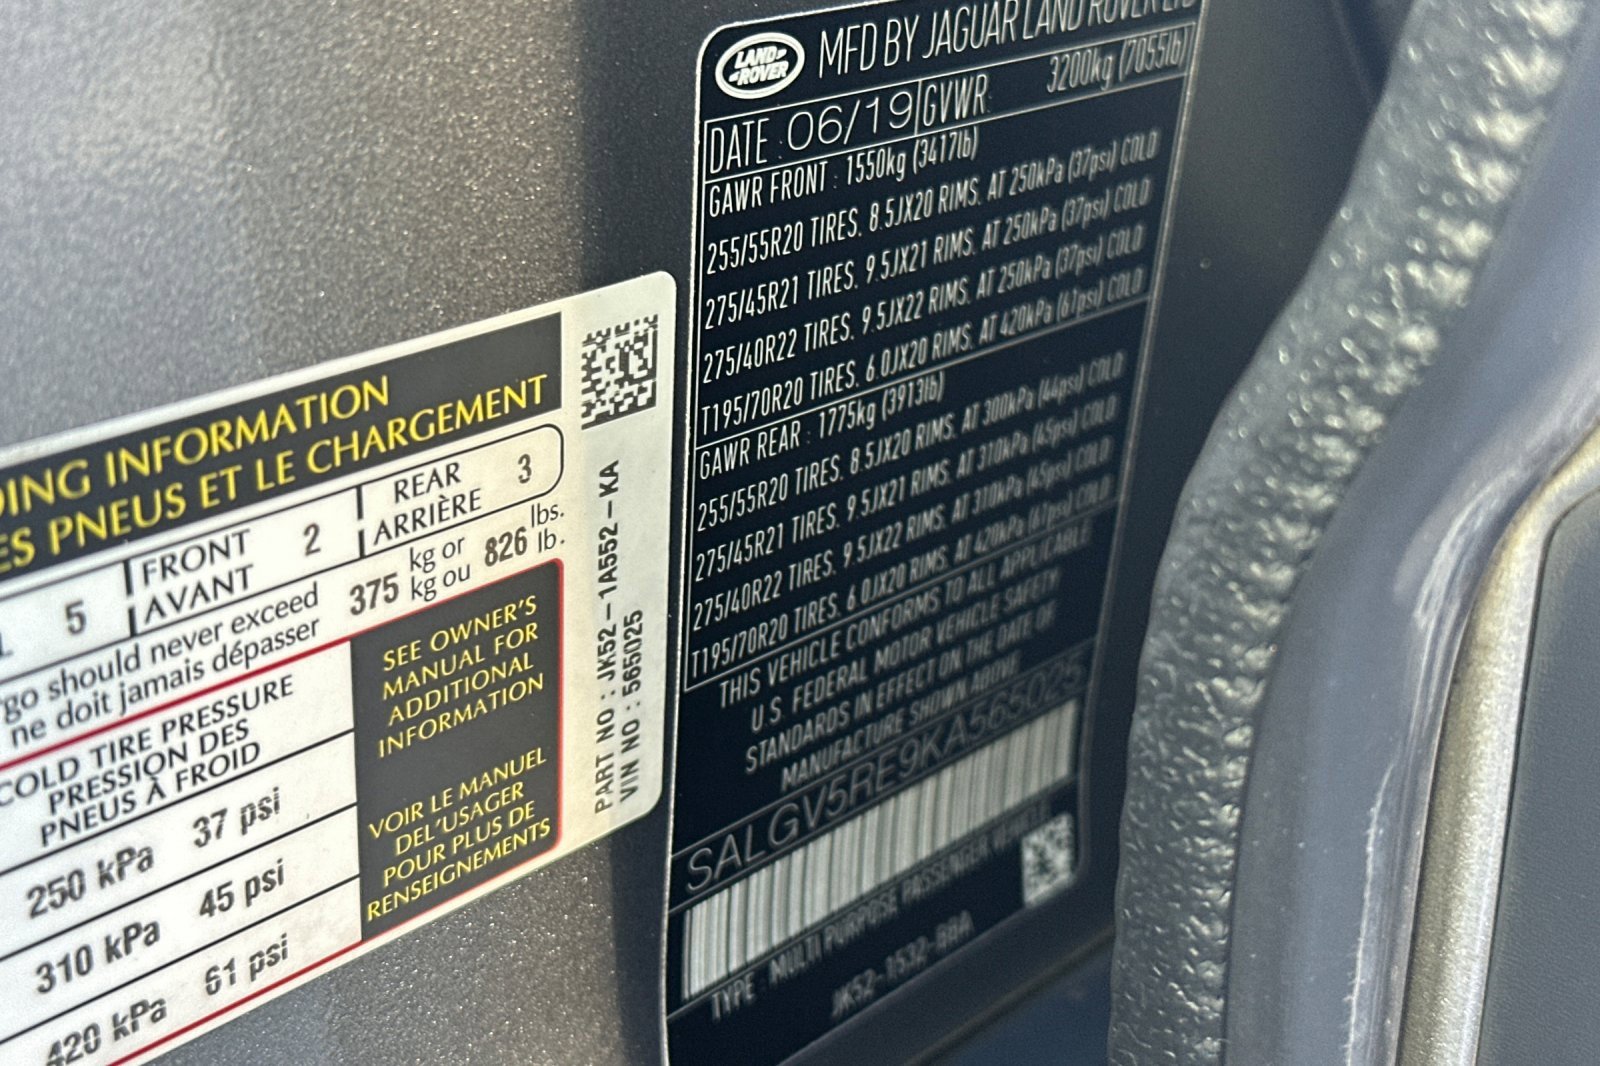 DING INFORMATION
ES PNEUS ET LE CHARGEMENT
5 FRONT AVANT 2 REAR ARRIÈRE 3
go should never exceed 375 kg or 826 lbs.
ne doit jamais dépasser kg ou lb.
COLD TIRE PRESSURE
PRESSION DES
PNEUS À FROID
250 kPa 37 psi
310 kPa 45 psi
420 kPa 61 psi
SEE OWNER'S
MANUAL FOR
ADDITIONAL
INFORMATION
VOIR LE MANUEL
DEL'USAGER
POUR PLUS DE
RENSEIGNEMENTS
PART NO : JK52-1A552-KA
VIN NO : 565025
LAND ROVER
MFD BY JAGUAR LAND ROVER LTD
DATE 06/19 GVWR: 3200kg (7055lb)
GAWR FRONT : 1550kg (3417lb)
255/55R20 TIRES. 8.5JX20 RIMS. AT 250kPa (37psi) COLD
275/45R21 TIRES. 9.5JX21 RIMS. AT 250kPa (37psi) COLD
275/40R22 TIRES. 9.5JX22 RIMS. AT 250kPa (37psi) COLD
T195/70R20 TIRES. 6.0JX20 RIMS. AT 420kPa (61psi) COLD
GAWR REAR : 1775kg (3913lb)
255/55R20 TIRES. 8.5JX20 RIMS. AT 300kPa (44psi) COLD
275/45R21 TIRES. 9.5JX21 RIMS. AT 310kPa (45psi) COLD
275/40R22 TIRES. 9.5JX22 RIMS. AT 310kPa (45psi) COLD
T195/70R20 TIRES. 6.0JX20 RIMS. AT 420kPa (61psi) COLD
THIS VEHICLE CONFORMS TO ALL APPLICABLE
U.S. FEDERAL MOTOR VEHICLE SAFETY
STANDARDS IN EFFECT ON THE DATE OF
MANUFACTURE SHOWN ABOVE
SALGV5RE9KA565025
TYPE : MULTI PURPOSE PASSENGER VEHICLE
JK52-1532-BBA